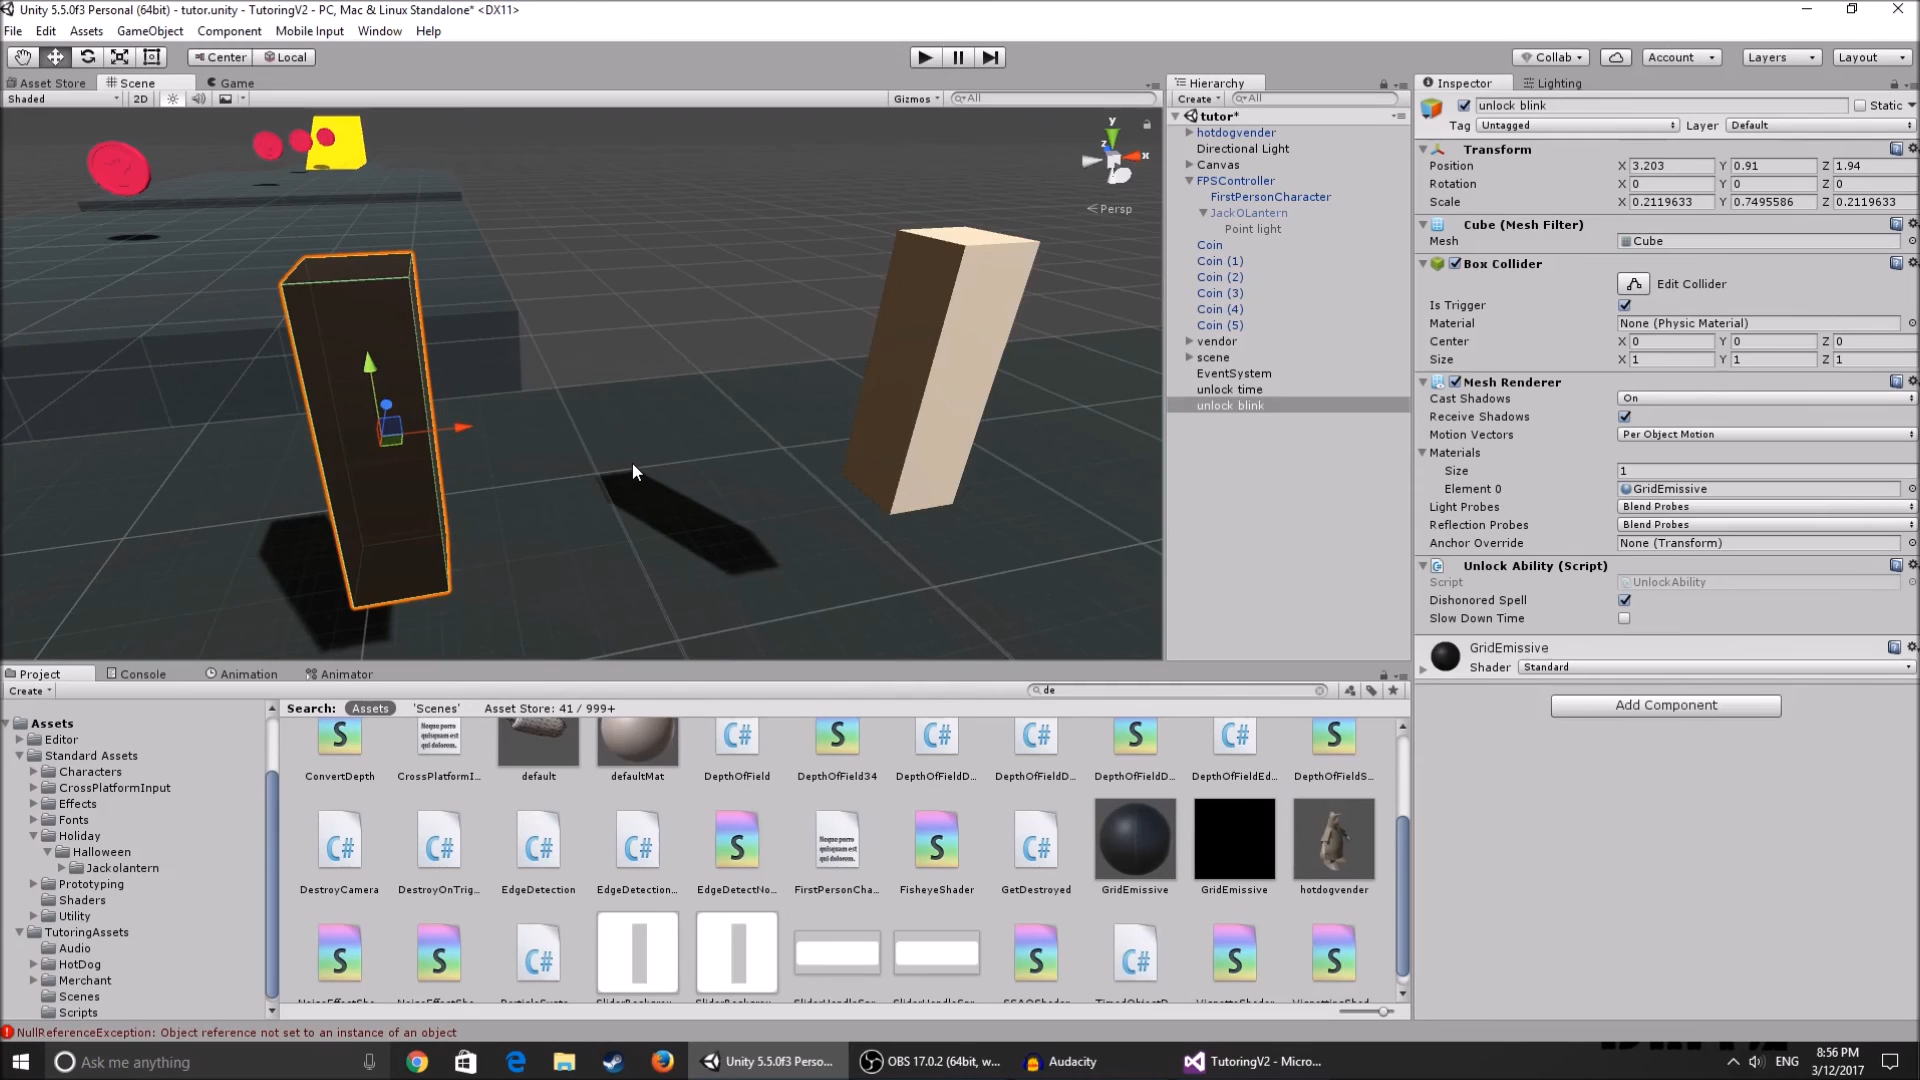 Unity 5.5.0f3 Personal (64bit) - tutor.unity - TutoringV2 - PC, Mac & Linux Standalone* <DX11>
File Edit Assets GameObject Component Mobile Input Window Help
Center Local
Collab Account Layers Layout
Asset Store Scene Game
Shaded 2D Gizmos All
y
z
x
Persp
Hierarchy
Create All
tutor*
hotdogvender
Directional Light
Canvas
FPSController
FirstPersonCharacter
JackOLantern
Point light
Coin
Coin (1)
Coin (2)
Coin (3)
Coin (4)
Coin (5)
vendor
scene
EventSystem
unlock time
unlock blink
Inspector Lighting
unlock blink Static
Tag Untagged Layer Default
Transform
Position X 3.203 Y 0.91 Z 1.94
Rotation X 0 Y 0 Z 0
Scale X 0.2119633 Y 0.7495586 Z 0.2119633
Cube (Mesh Filter)
Mesh Cube
Box Collider
Edit Collider
Is Trigger
Material None (Physic Material)
Center X 0 Y 0 Z 0
Size X 1 Y 1 Z 1
Mesh Renderer
Cast Shadows On
Receive Shadows
Motion Vectors Per Object Motion
Materials
Size 1
Element 0 GridEmissive
Light Probes Blend Probes
Reflection Probes Blend Probes
Anchor Override None (Transform)
Unlock Ability (Script)
Script UnlockAbility
Dishonored Spell
Slow Down Time
GridEmissive
Shader Standard
Add Component
Project Console Animation Animator
Create de
Search: Assets 'Scenes' Asset Store: 41 / 999+
Assets
Editor
Standard Assets
Characters
CrossPlatformInput
Effects
Fonts
Holiday
Halloween
Jackolantern
Prototyping
Shaders
Utility
TutoringAssets
Audio
HotDog
Merchant
Scenes
Scripts
ConvertDepth CrossPlatformI... default defaultMat DepthOfField DepthOfField34 DepthOfFieldD... DepthOfFieldD... DepthOfFieldD... DepthOfFieldEd... DepthOfFieldS...
DestroyCamera DestroyOnTrig... EdgeDetection EdgeDetection... EdgeDetectNo... FirstPersonCha... FisheyeShader GetDestroyed GridEmissive GridEmissive hotdogvender
NullReferenceException: Object reference not set to an instance of an object
Ask me anything Unity 5.5.0f3 Perso... OBS 17.0.2 (64bit, w... Audacity TutoringV2 - Micro... ENG 8:56 PM
3/12/2017